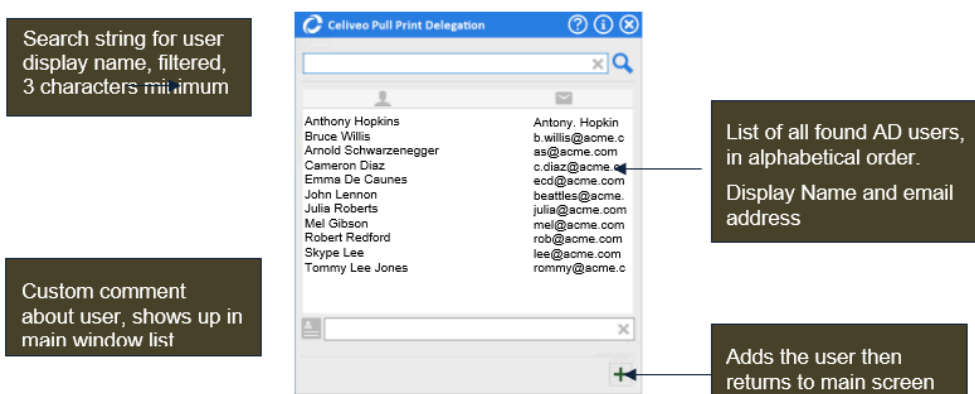 Search string for user
display name, filtered,
3 characters minimum
Custom comment
about user, shows up in
main window list
Celiveo Pull Print Delegation
Anthony Hopkins Antony. Hopkin
Bruce Willis b.willis@acme.c
Arnold Schwarzenegger as@acme.com
Cameron Diaz c.diaz@acme.c
Emma De Caunes ecd@acme.com
John Lennon beattles@acme.
Julia Roberts julia@acme.com
Mel Gibson mel@acme.com
Robert Redford rob@acme.com
Skype Lee lee@acme.com
Tommy Lee Jones rommy@acme.c
List of all found AD users,
in alphabetical order.
Display Name and email
address
Adds the user then
returns to main screen